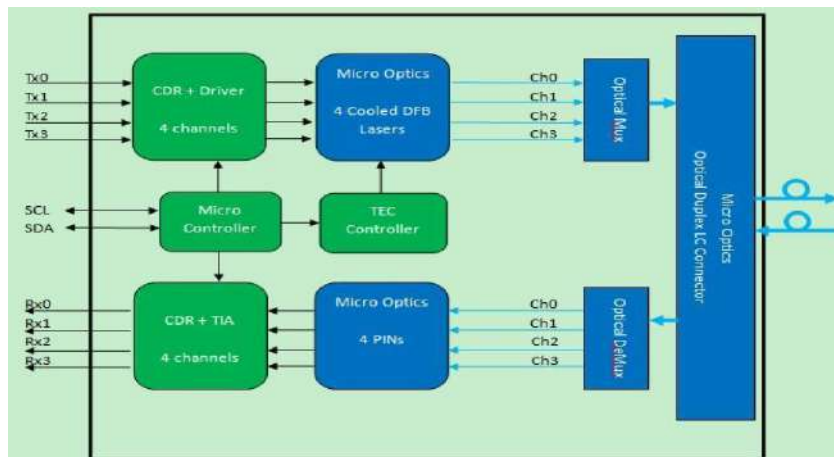 Tx0
Tx1
Tx2
Tx3
CDR + Driver
4 channels
Micro Optics
4 Cooled DFB
Lasers
Ch0
Ch1
Ch2
Ch3
Optical Mux
Micro Optics
Optical Duplex LC Connector
SCL
SDA
Micro
Controller
TEC
Controller
Rx0
Rx1
Rx2
Rx3
CDR + TIA
4 channels
Micro Optics
4 PINs
Ch0
Ch1
Ch2
Ch3
Optical DeMux